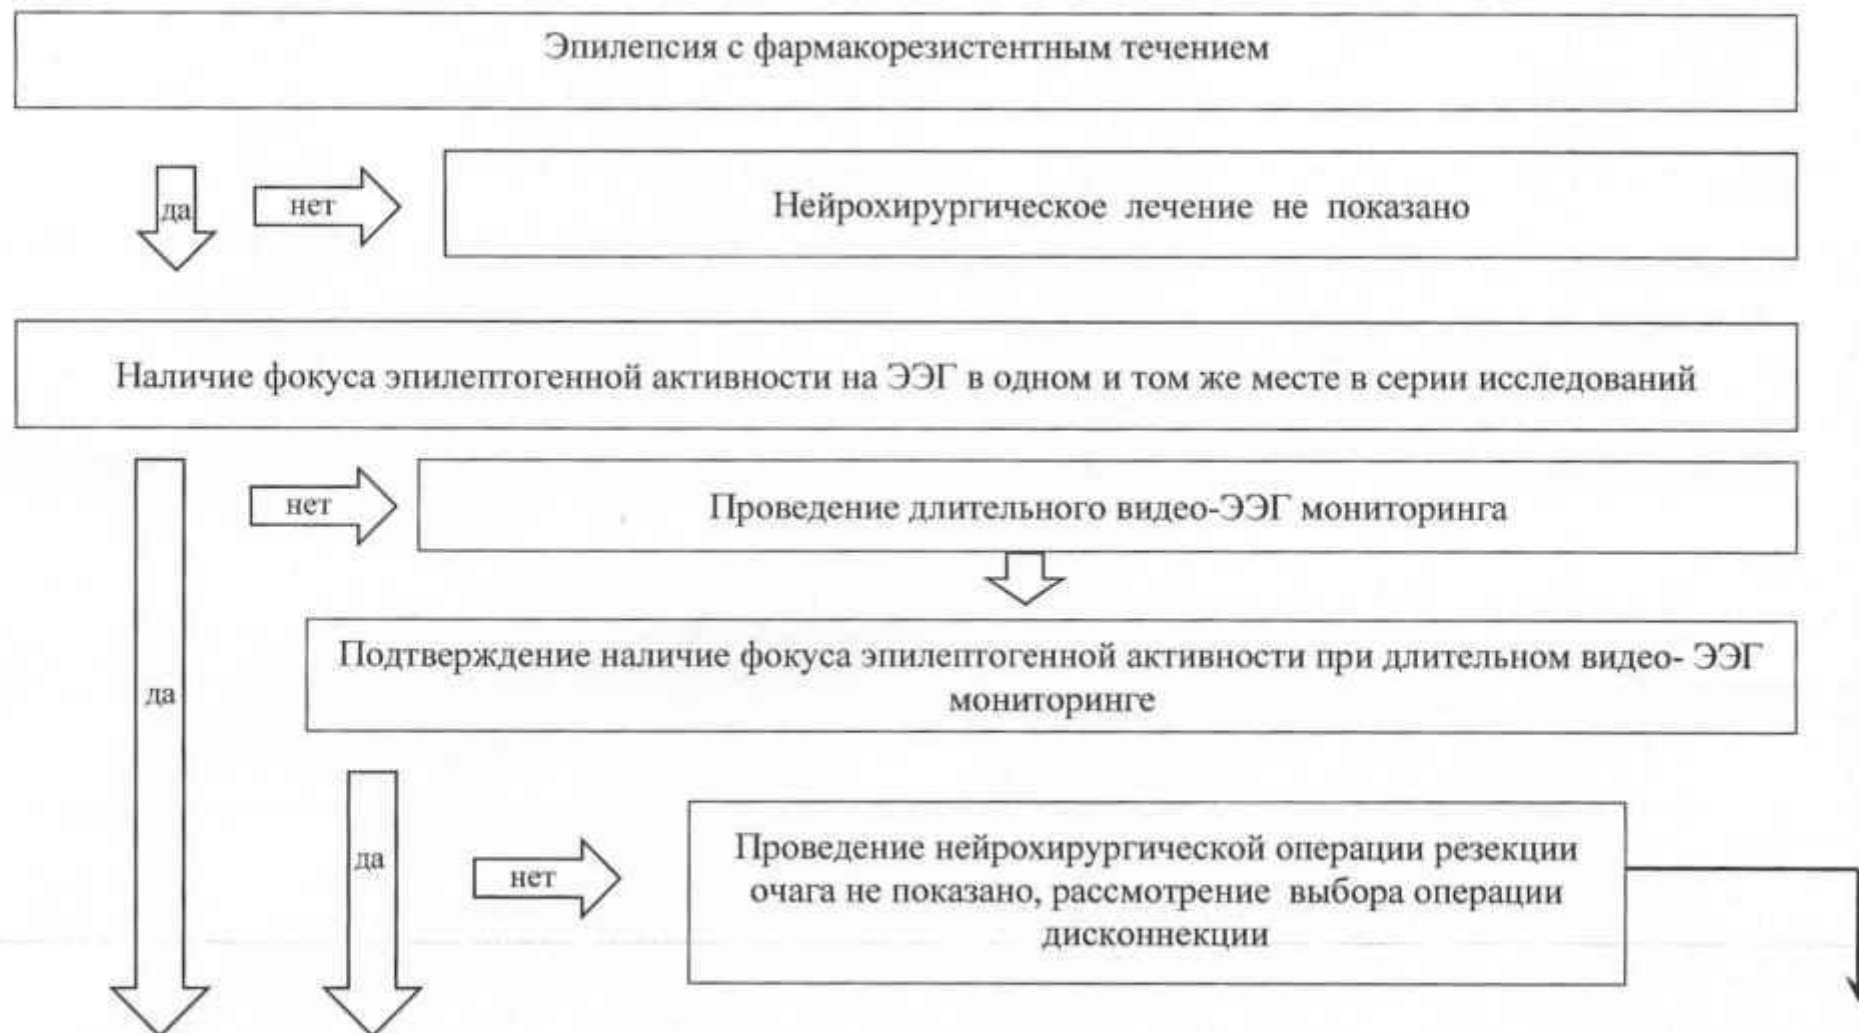 Эпилепсия с фармакорезистентным течением
да
нет
Нейрохирургическое лечение не показано
Наличие фокуса эпилептогенной активности на ЭЭГ в одном и том же месте в серии исследований
нет
Проведение длительного видео-ЭЭГ мониторинга
Подтверждение наличие фокуса эпилептогенной активности при длительном видео- ЭЭГ
мониторинге
да
да
нет
Проведение нейрохирургической операции резекции
очага не показано, рассмотрение выбора операции
дисконнекции